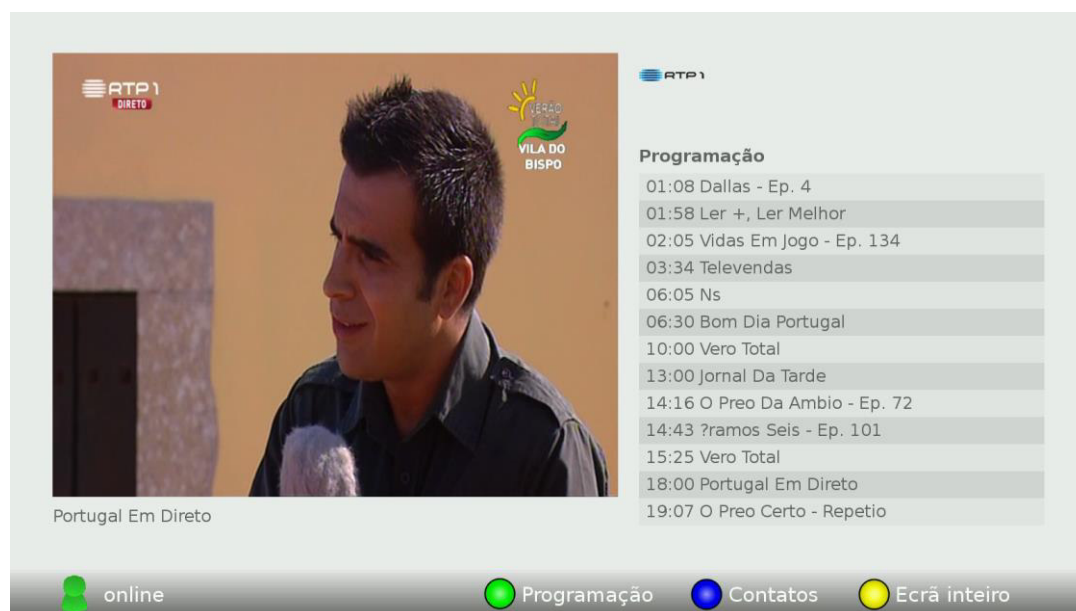 RTP1
DIRETO
VERÃO
TOTAL
VILA DO
BISPO
Portugal Em Direto
RTP1
Programação
01:08 Dallas - Ep. 4
01:58 Ler +, Ler Melhor
02:05 Vidas Em Jogo - Ep. 134
03:34 Televendas
06:05 Ns
06:30 Bom Dia Portugal
10:00 Vero Total
13:00 Jornal Da Tarde
14:16 O Preo Da Ambio - Ep. 72
14:43 ?ramos Seis - Ep. 101
15:25 Vero Total
18:00 Portugal Em Direto
19:07 O Preo Certo - Repetio
online
Programação
Contatos
Ecrã inteiro